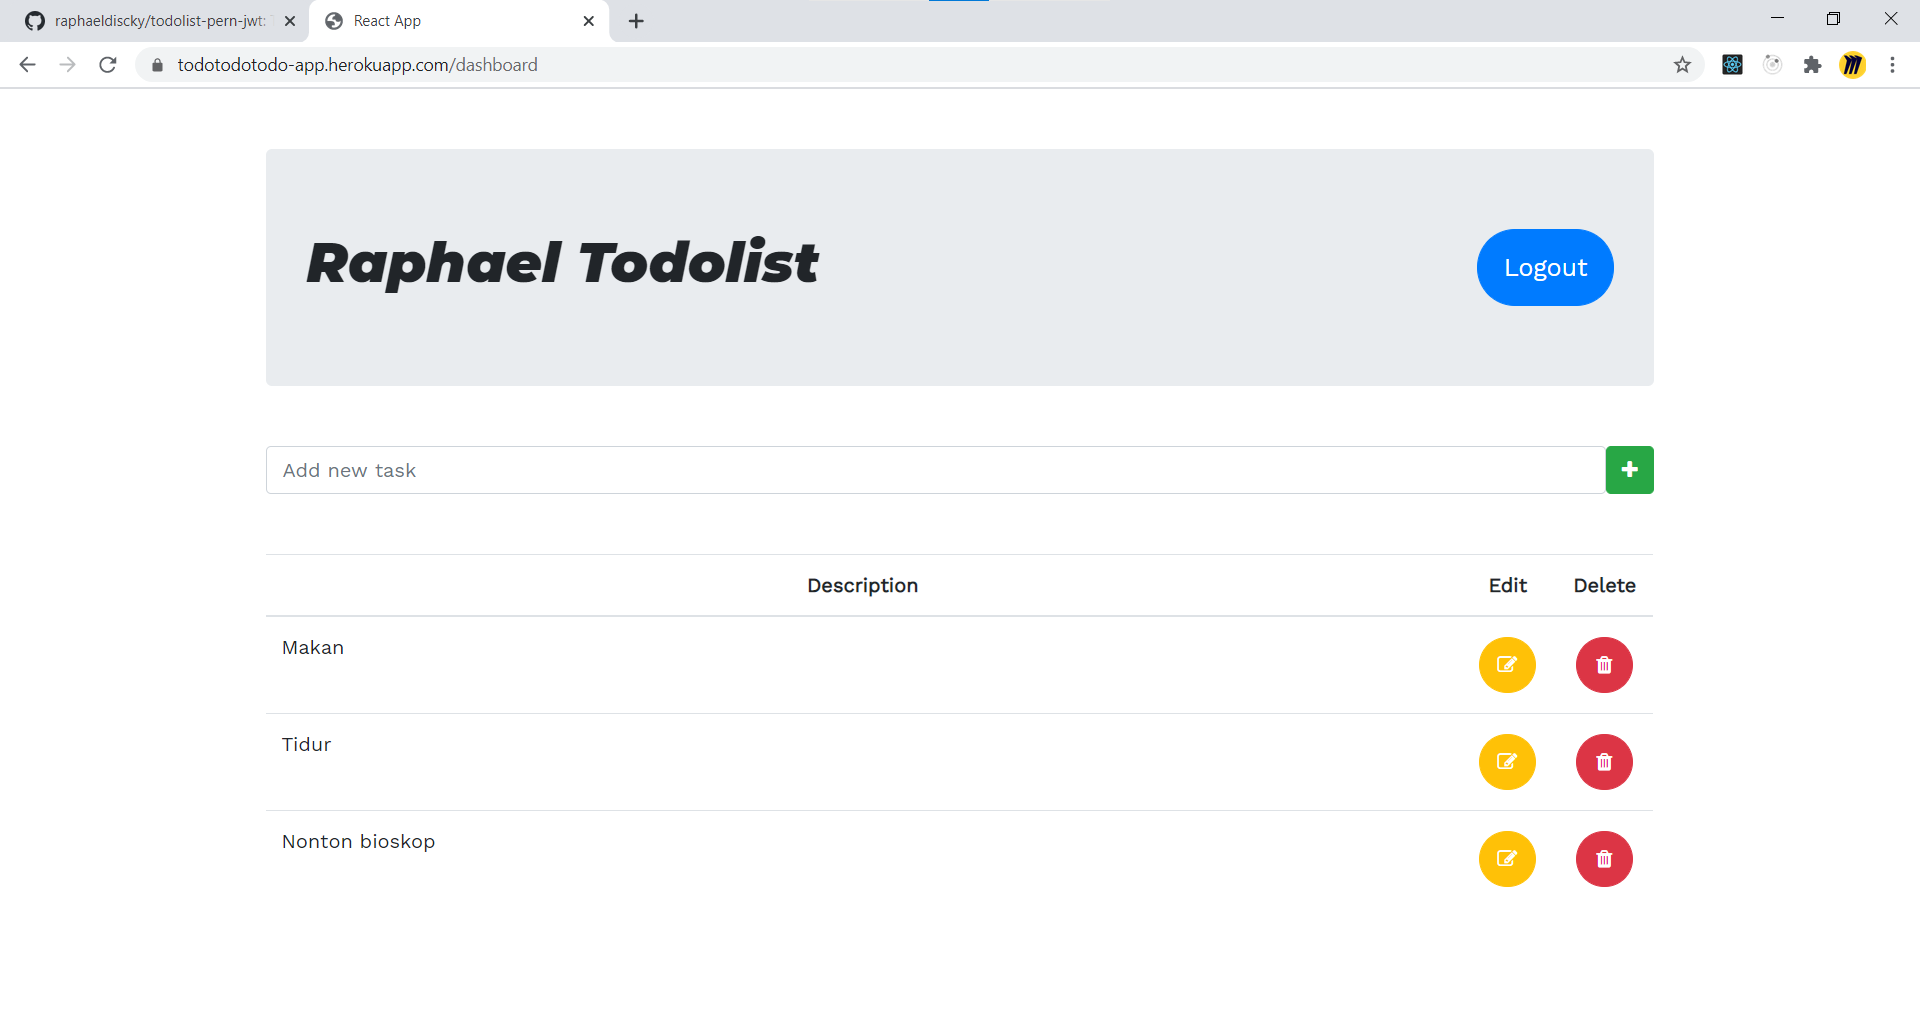 raphaeldiscky/todolist-pern-jwt:
React App
todotodotodo-app.herokuapp.com/dashboard
Raphael Todolist
Logout
Add new task
Description Edit Delete
Makan
Tidur
Nonton bioskop